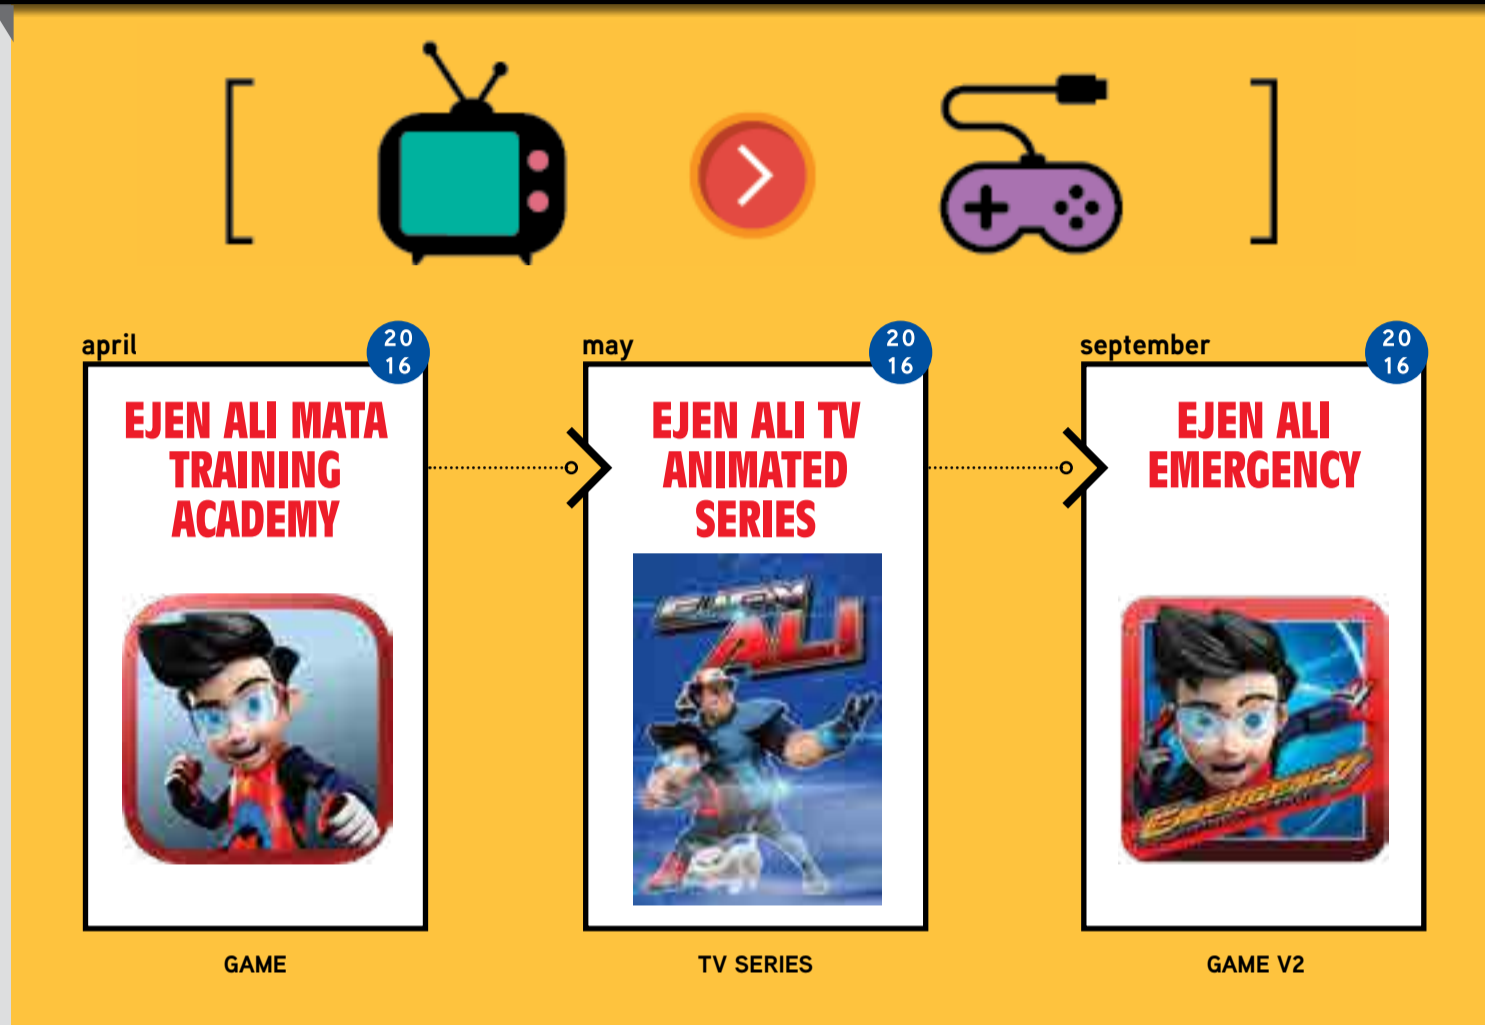 april
20
16
EJEN ALI MATA
TRAINING
ACADEMY
GAME
may
20
16
EJEN ALI TV
ANIMATED
SERIES
EJEN
ALI
TV SERIES
september
20
16
EJEN ALI
EMERGENCY
EMERGENCY
GAME V2